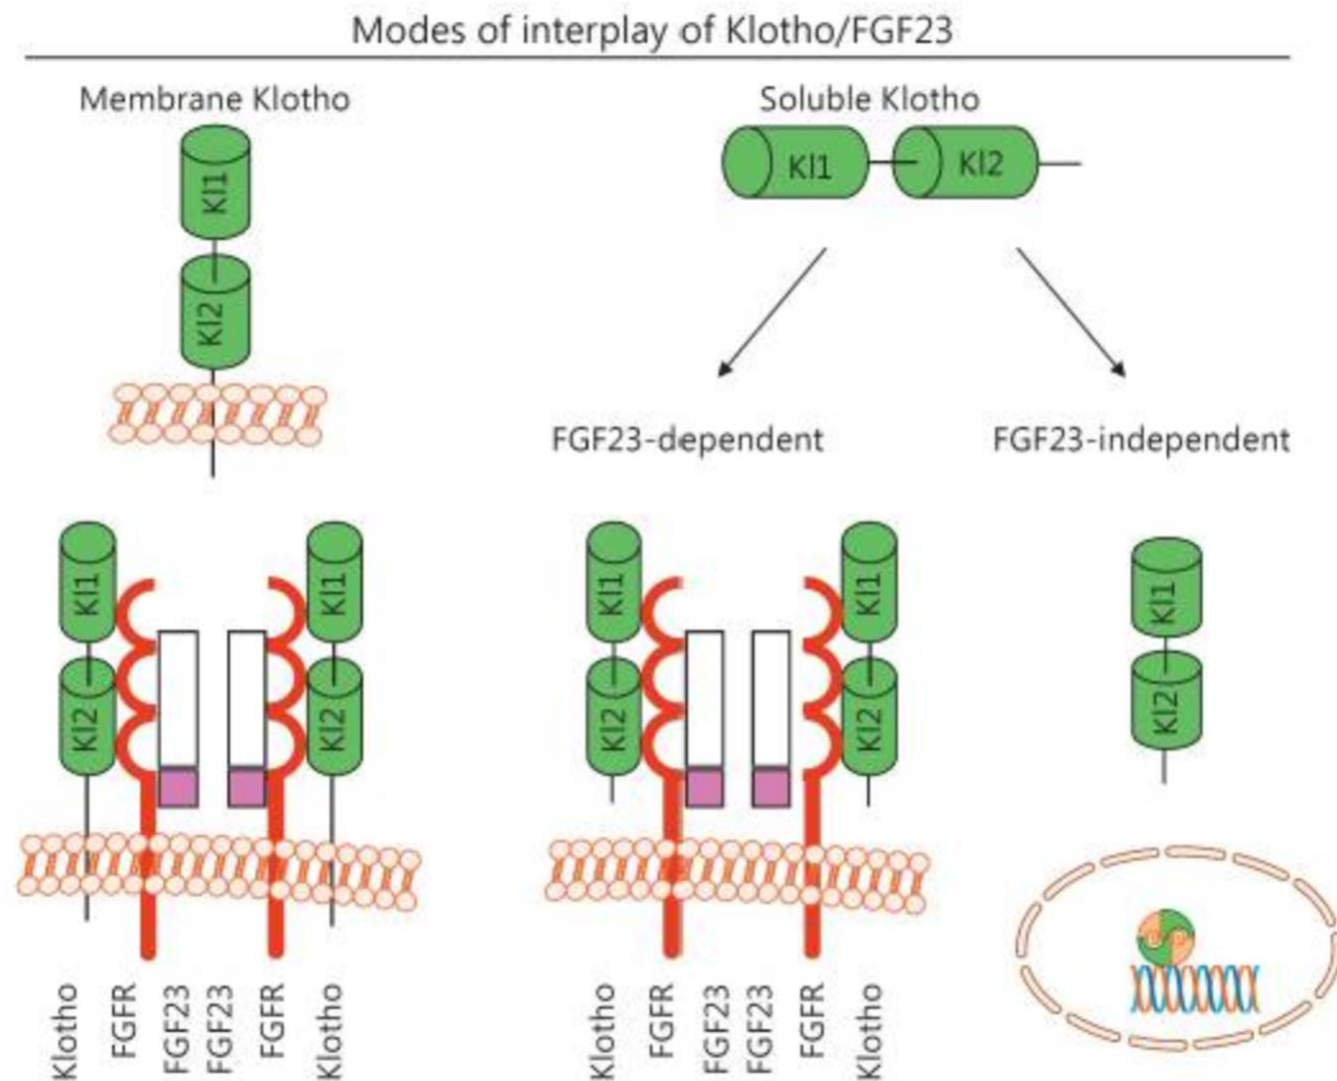 Modes of interplay of Klotho/FGF23
Membrane Klotho
Soluble Klotho
Kl1
Kl2
Kl1
Kl2
FGF23-dependent
FGF23-independent
Kl1
Kl2
Kl1
Kl2
Kl1
Kl2
Kl1
Kl2
Kl1
Kl2
Klotho
FGFR
FGF23
FGF23
FGFR
Klotho
Klotho
FGFR
FGF23
FGF23
FGFR
Klotho